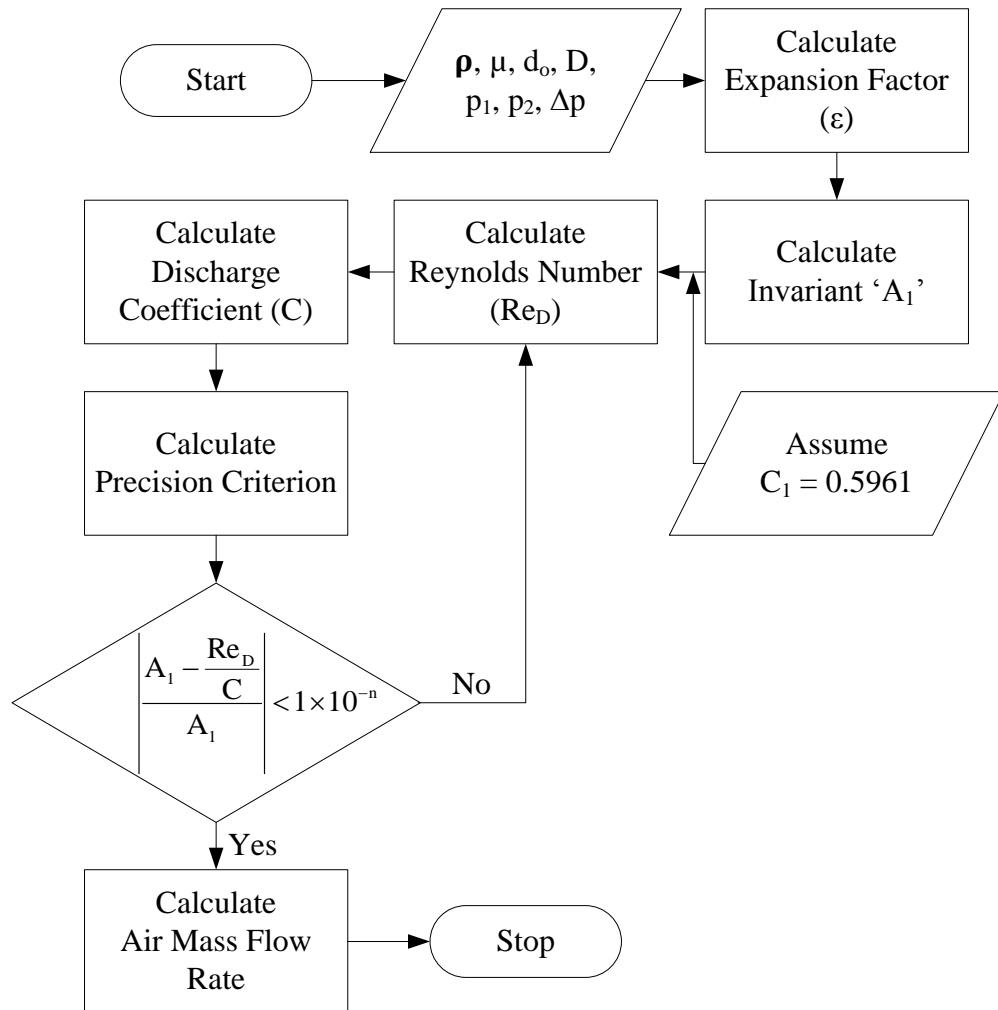 Start
ρ, μ, dₒ, D,
p₁, p₂, Δp
Calculate
Expansion Factor
(ε)
Calculate
Invariant ‘A₁’
Assume
C₁ = 0.5961
Calculate
Reynolds Number
(Re_D)
Calculate
Discharge
Coefficient (C)
Calculate
Precision Criterion
|(A₁ − Re_D/C)/A₁| < 1×10⁻ⁿ
No
Yes
Calculate
Air Mass Flow
Rate
Stop